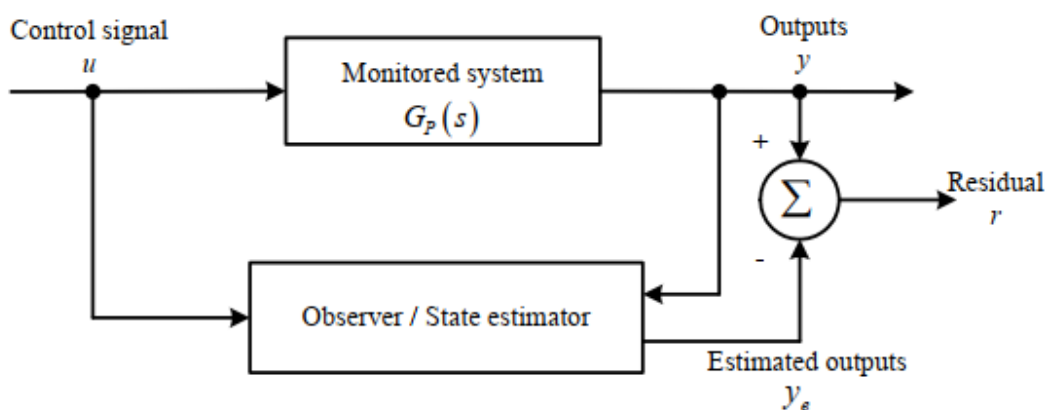 Control signal
u
Monitored system
G_P(s)
Outputs
y
+
Σ
-
Residual
r
Observer / State estimator
Estimated outputs
y_e